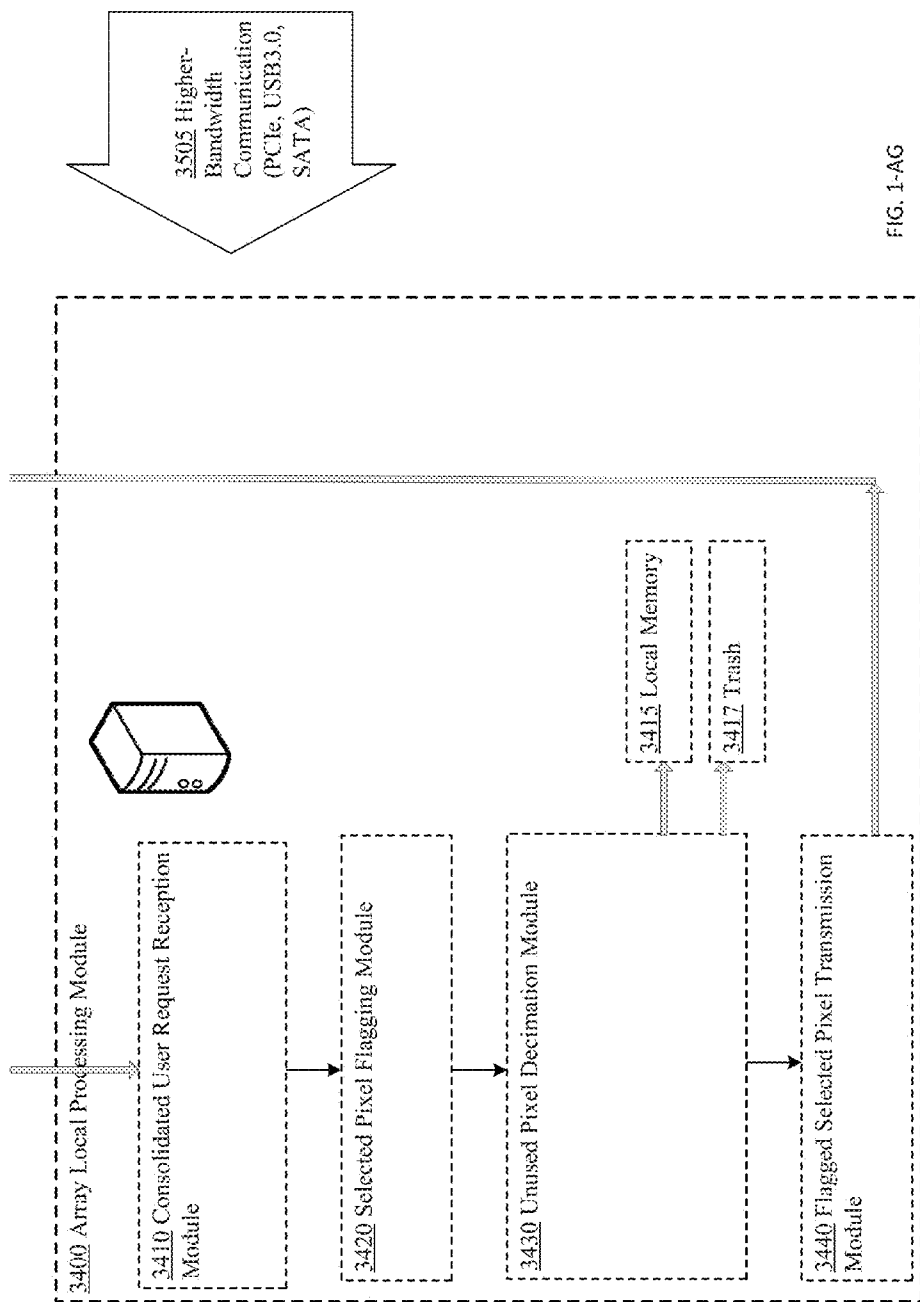 3400 Array Local Processing Module
3410 Consolidated User Request Reception
Module
3420 Selected Pixel Flagging Module
3430 Unused Pixel Decimation Module
3415 Local Memory
3417 Trash
3440 Flagged Selected Pixel Transmission
Module
3505 Higher-
Bandwidth
Communication
(PCIe, USB3.0,
SATA)
FIG. 1-AG